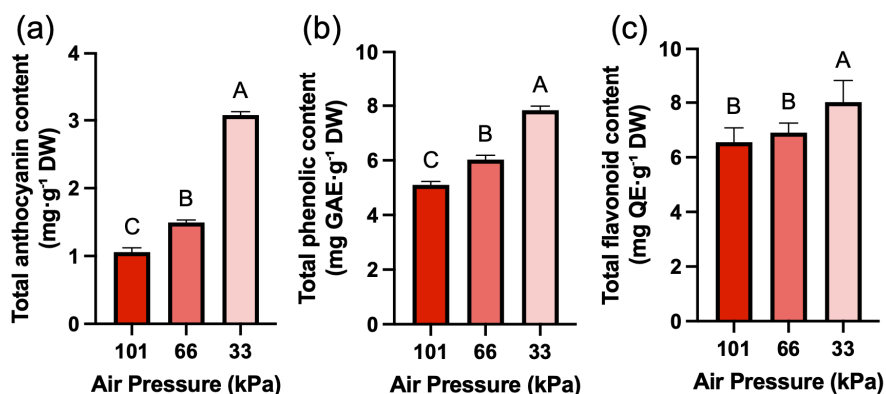 (a)
Total anthocyanin content
(mg·g⁻¹ DW)
4
3
2
1
0
C
B
A
101
66
33
Air Pressure (kPa)
(b)
Total phenolic content
(mg GAE·g⁻¹ DW)
10
8
6
4
2
0
C
B
A
101
66
33
Air Pressure (kPa)
(c)
Total flavonoid content
(mg QE·g⁻¹ DW)
10
8
6
4
2
0
B
B
A
101
66
33
Air Pressure (kPa)